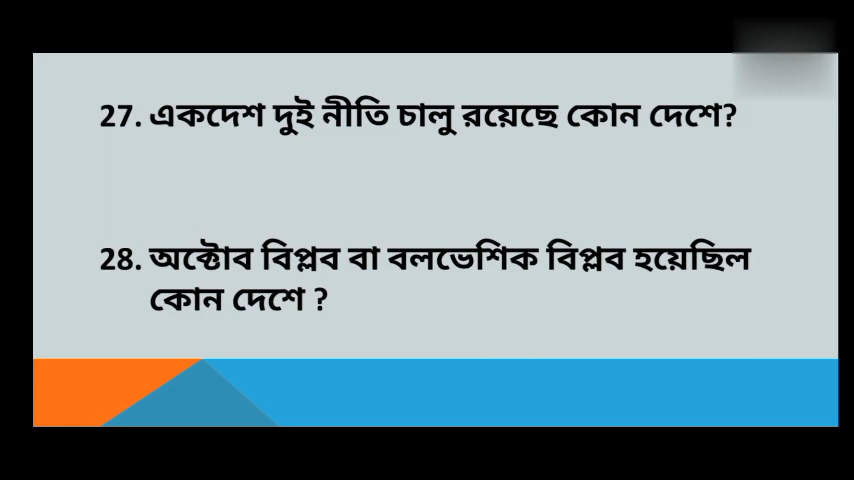 27. একদেশ দুই নীতি চালু রয়েছে কোন দেশে?
28. অক্টোব বিপ্লব বা বলভেশিক বিপ্লব হয়েছিল
কোন দেশে ?